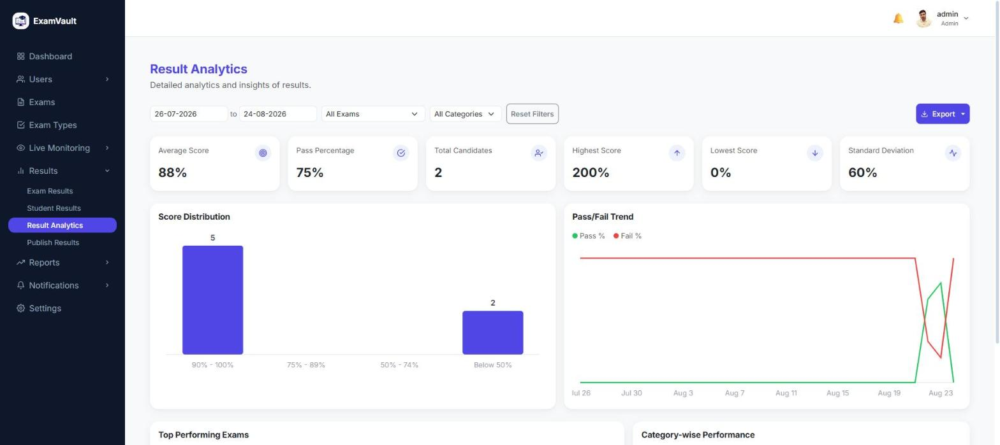 ExamVault
admin
Admin
Dashboard
Users
Exams
Exam Types
Live Monitoring
Results
Exam Results
Student Results
Result Analytics
Publish Results
Reports
Notifications
Settings
Result Analytics
Detailed analytics and insights of results.
26-07-2026 to 24-08-2026 All Exams All Categories Reset Filters Export
Average Score
88%
Pass Percentage
75%
Total Candidates
2
Highest Score
200%
Lowest Score
0%
Standard Deviation
60%
Score Distribution
5
2
90% - 100% 75% - 89% 50% - 74% Below 50%
Pass/Fail Trend
Pass % Fail %
Jul 26 Jul 30 Aug 3 Aug 7 Aug 11 Aug 15 Aug 19 Aug 23
Top Performing Exams
Category-wise Performance